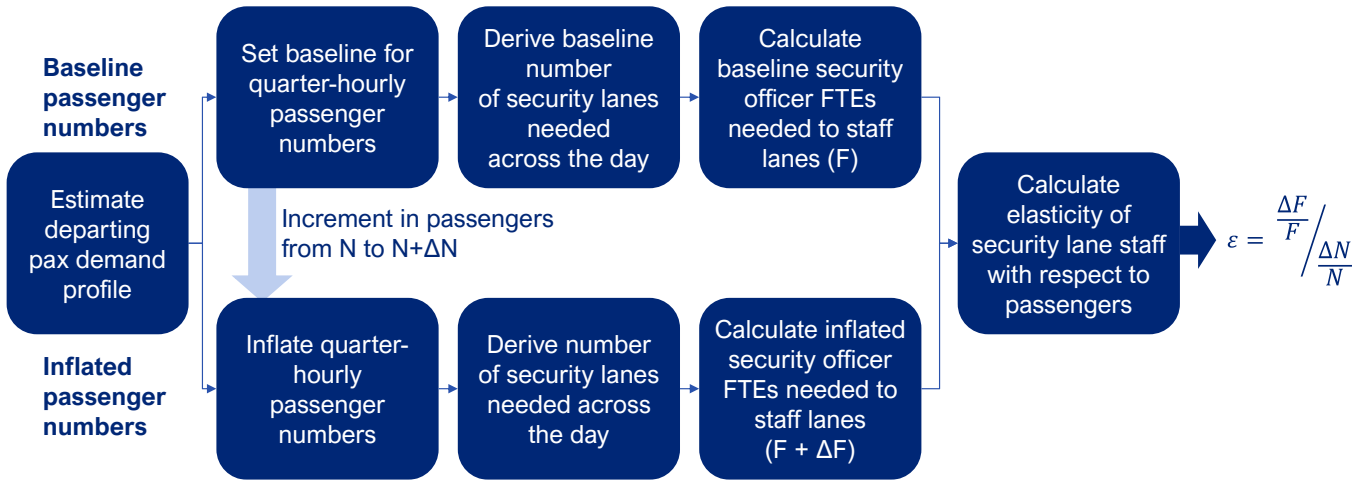 Baseline
passenger
numbers
Estimate
departing
pax demand
profile
Inflated
passenger
numbers
Set baseline for
quarter-hourly
passenger
numbers
Derive baseline
number
of security lanes
needed
across the day
Calculate
baseline security
officer FTEs
needed to staff
lanes (F)
Increment in passengers
from N to N+ΔN
Inflate quarter-
hourly
passenger
numbers
Derive number
of security lanes
needed across
the day
Calculate inflated
security officer
FTEs needed to
staff lanes
(F + ΔF)
Calculate
elasticity of
security lane staff
with respect to
passengers
ε = ΔF/F / ΔN/N